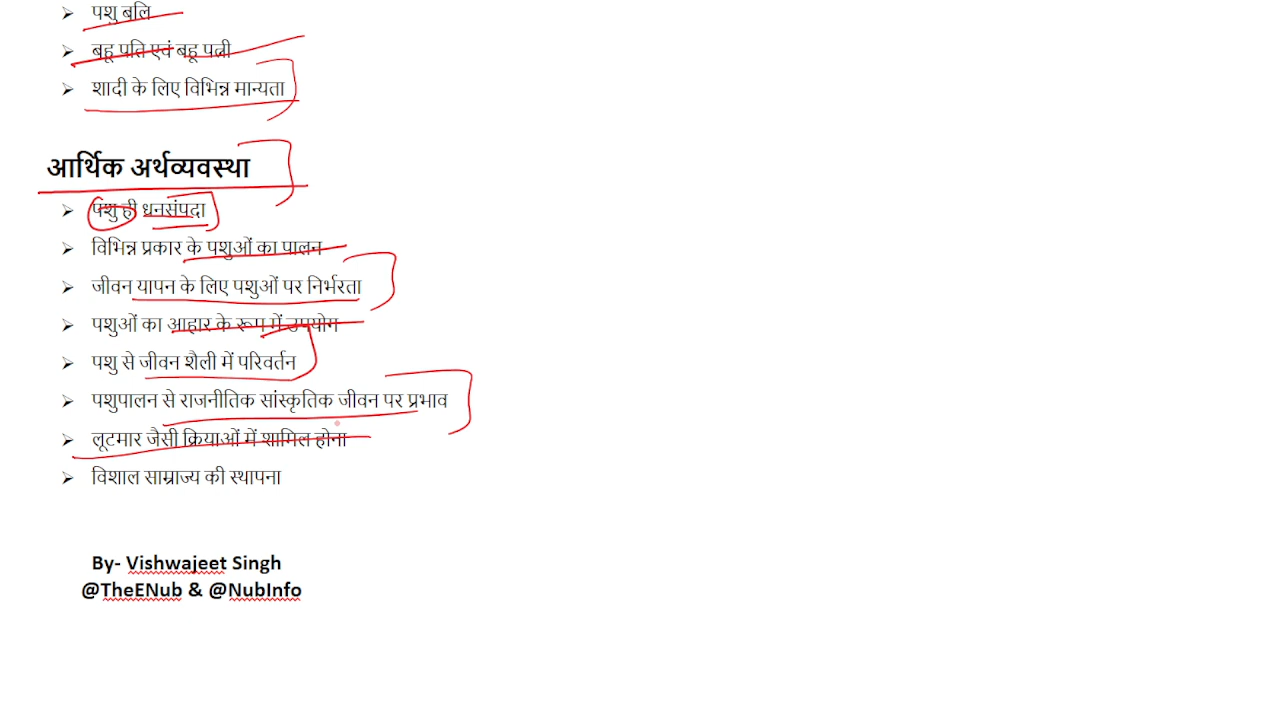 ➢ पशु बलि
➢ बहू पति एवं बहू पत्नी
➢ शादी के लिए विभिन्न मान्यता
आर्थिक अर्थव्यवस्था
➢ पशु ही धनसंपदा
➢ विभिन्न प्रकार के पशुओं का पालन
➢ जीवन यापन के लिए पशुओं पर निर्भरता
➢ पशुओं का आहार के रूप में उपयोग
➢ पशु से जीवन शैली में परिवर्तन
➢ पशुपालन से राजनीतिक सांस्कृतिक जीवन पर प्रभाव
➢ लूटमार जैसी क्रियाओं में शामिल होना
➢ विशाल साम्राज्य की स्थापना
By- Vishwajeet Singh
@TheENub & @NubInfo